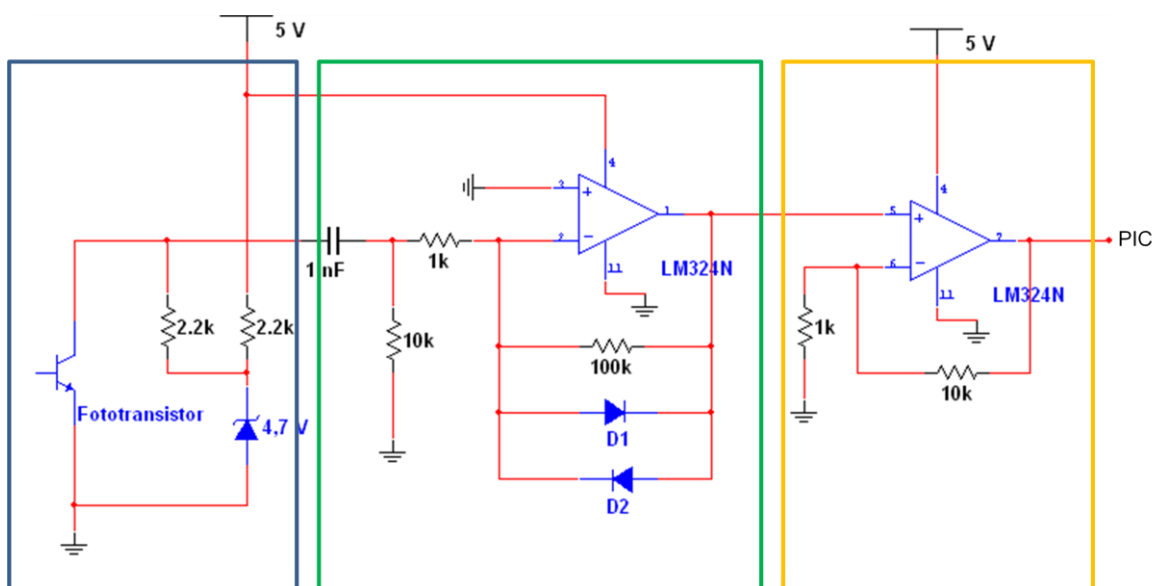 5 V
5 V
4
4
3
+
1
5
+
7
PIC
2
−
1 nF
1k
11
LM324N
6
−
11
LM324N
2.2k
2.2k
10k
1k
100k
10k
Fototransistor
4,7 V
D1
D2